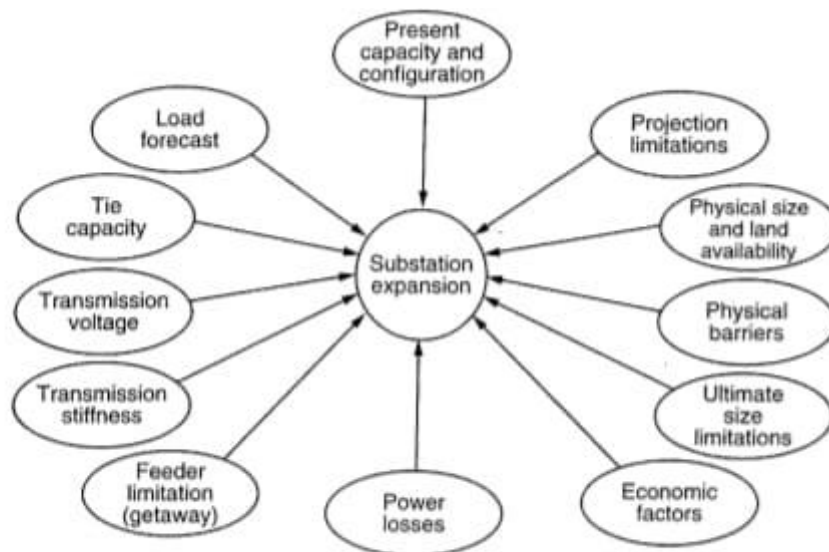 Present
capacity and
configuration
Load
forecast
Projection
limitations
Tie
capacity
Physical size
and land
availability
Substation
expansion
Transmission
voltage
Physical
barriers
Transmission
stiffness
Ultimate
size
limitations
Feeder
limitation
(getaway)
Power
losses
Economic
factors